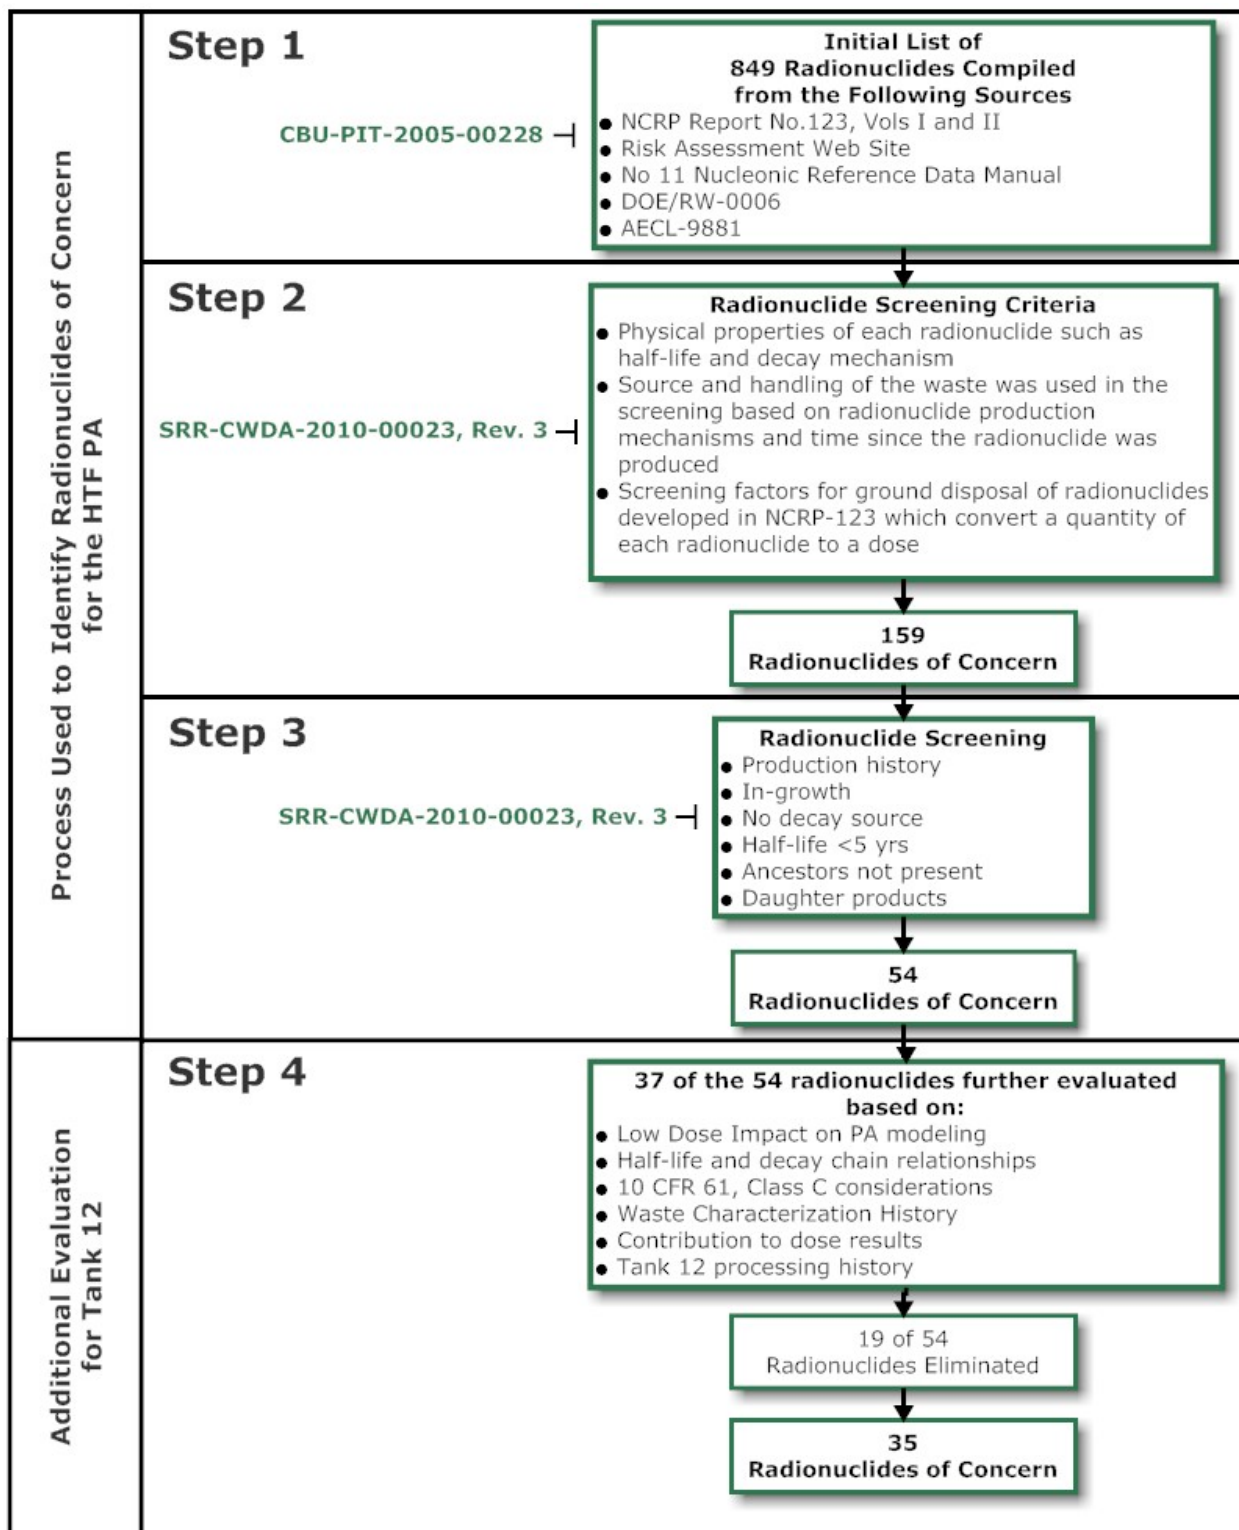 Process Used to Identify Radionuclides of Concern
for the HTF PA
Step 1
CBU-PIT-2005-00228
Initial List of
849 Radionuclides Compiled
from the Following Sources
● NCRP Report No.123, Vols I and II
● Risk Assessment Web Site
● No 11 Nucleonic Reference Data Manual
● DOE/RW-0006
● AECL-9881
Step 2
SRR-CWDA-2010-00023, Rev. 3
Radionuclide Screening Criteria
● Physical properties of each radionuclide such as
half-life and decay mechanism
● Source and handling of the waste was used in the
screening based on radionuclide production
mechanisms and time since the radionuclide was
produced
● Screening factors for ground disposal of radionuclides
developed in NCRP-123 which convert a quantity of
each radionuclide to a dose
159
Radionuclides of Concern
Step 3
SRR-CWDA-2010-00023, Rev. 3
Radionuclide Screening
● Production history
● In-growth
● No decay source
● Half-life <5 yrs
● Ancestors not present
● Daughter products
54
Radionuclides of Concern
Additional Evaluation
for Tank 12
Step 4
37 of the 54 radionuclides further evaluated
based on:
● Low Dose Impact on PA modeling
● Half-life and decay chain relationships
● 10 CFR 61, Class C considerations
● Waste Characterization History
● Contribution to dose results
● Tank 12 processing history
19 of 54
Radionuclides Eliminated
35
Radionuclides of Concern